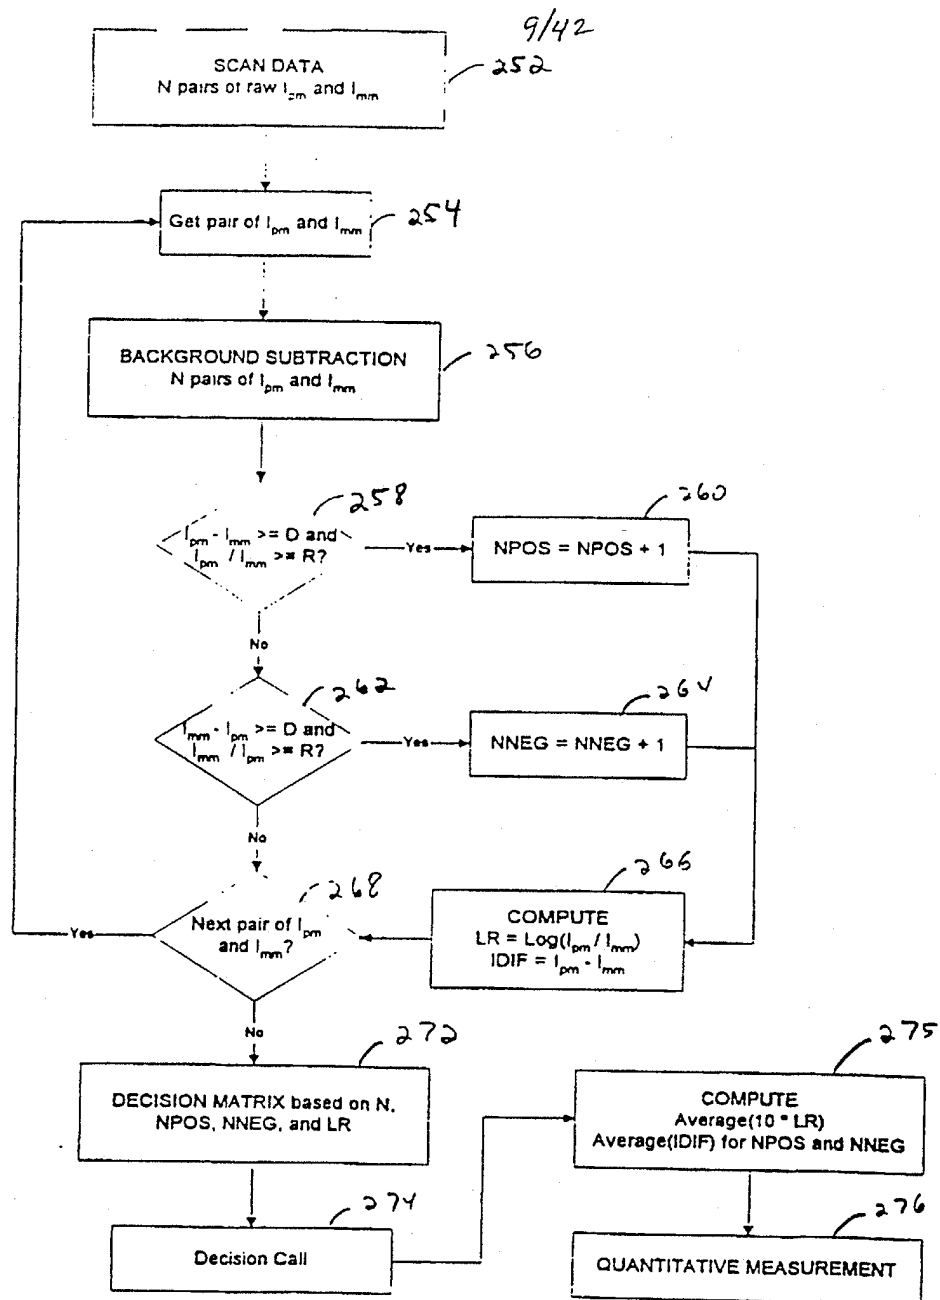 9/42
SCAN DATA
N pairs of raw I_pm and I_mm
252
Get pair of I_pm and I_mm
254
BACKGROUND SUBTRACTION
N pairs of I_pm and I_mm
256
258
I_pm - I_mm >= D and
I_pm / I_mm >= R?
Yes
260
NPOS = NPOS + 1
No
262
I_mm - I_pm >= D and
I_mm / I_pm >= R?
Yes
264
NNEG = NNEG + 1
No
268
Next pair of I_pm
and I_mm?
Yes
266
COMPUTE
LR = Log(I_pm / I_mm)
IDIF = I_pm - I_mm
No
272
DECISION MATRIX based on N,
NPOS, NNEG, and LR
274
Decision Call
275
COMPUTE
Average(10 * LR)
Average(IDIF) for NPOS and NNEG
276
QUANTITATIVE MEASUREMENT